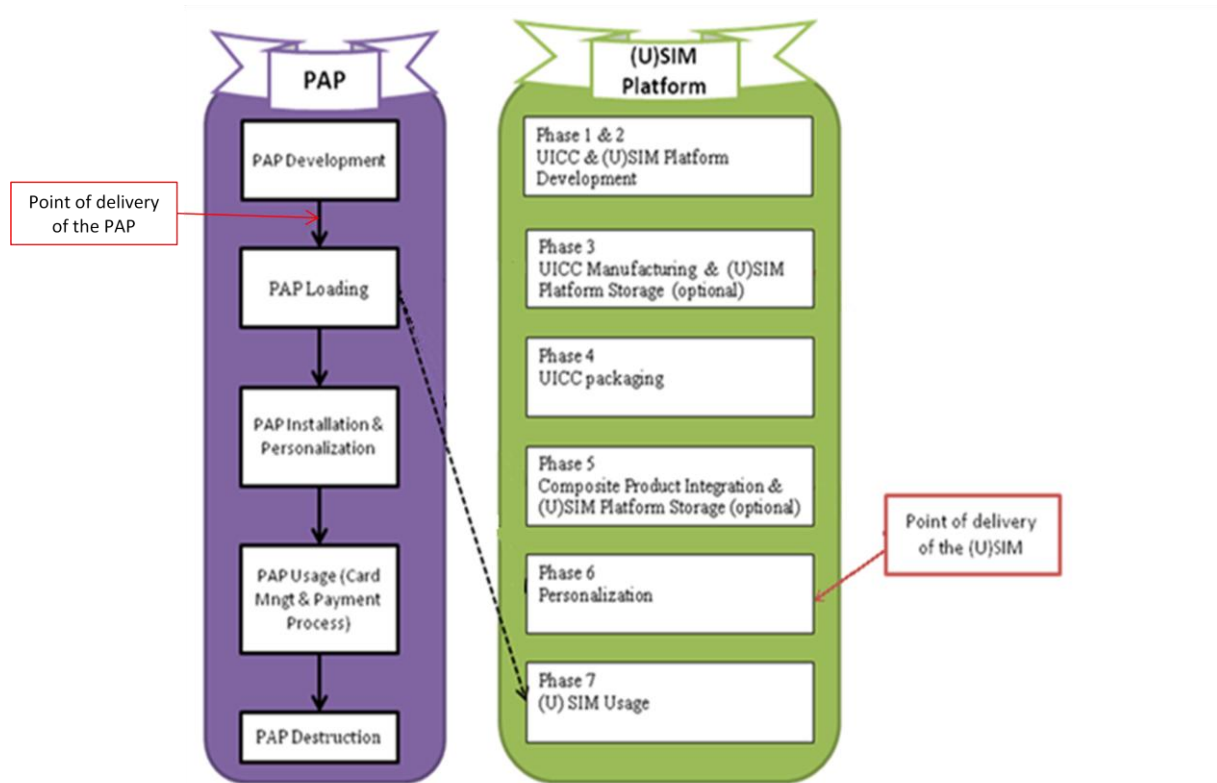 PAP
PAP Development
Point of delivery
of the PAP
PAP Loading
PAP Installation &
Personalization
PAP Usage (Card
Mngt & Payment
Process)
PAP Destruction
(U)SIM
Platform
Phase 1 & 2
UICC & (U)SIM Platform
Development
Phase 3
UICC Manufacturing & (U)SIM
Platform Storage (optional)
Phase 4
UICC packaging
Phase 5
Composite Product Integration &
(U)SIM Platform Storage (optional)
Phase 6
Personalization
Point of delivery
of the (U)SIM
Phase 7
(U) SIM Usage